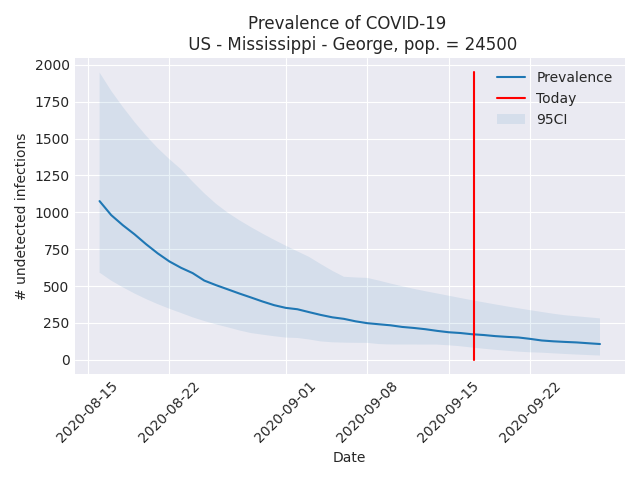 Prevalence of COVID-19
US - Mississippi - George, pop. = 24500
# undetected infections
2000
1750
1500
1250
1000
750
500
250
0
Prevalence
Today
95CI
2020-08-15
2020-08-22
2020-09-01
2020-09-08
2020-09-15
2020-09-22
Date